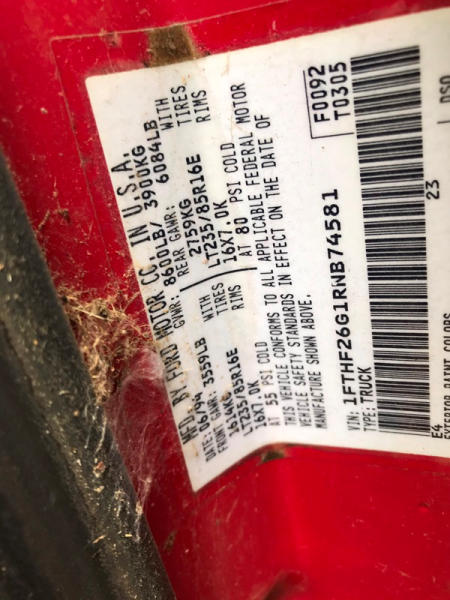 MFD. BY FORD MOTOR CO. IN U.S.A.
DATE: 06/94 GVWR: 8600LB/ 3900KG
FRONT GAWR: 3559LB REAR GAWR: 6084LB
1614KG WITH 2759KG WITH
LT235/85R16E TIRES LT235/85R16E TIRES
16X7.0K RIMS 16X7.0K RIMS
AT 55 PSI COLD AT 80 PSI COLD
THIS VEHICLE CONFORMS TO ALL APPLICABLE FEDERAL MOTOR
VEHICLE SAFETY STANDARDS IN EFFECT ON THE DATE OF
MANUFACTURE SHOWN ABOVE.
F0092
T0305
VIN: 1FTHF26G1RNB74581
TYPE: TRUCK
E4 23 DSO
EXTERIOR PAINT COLORS